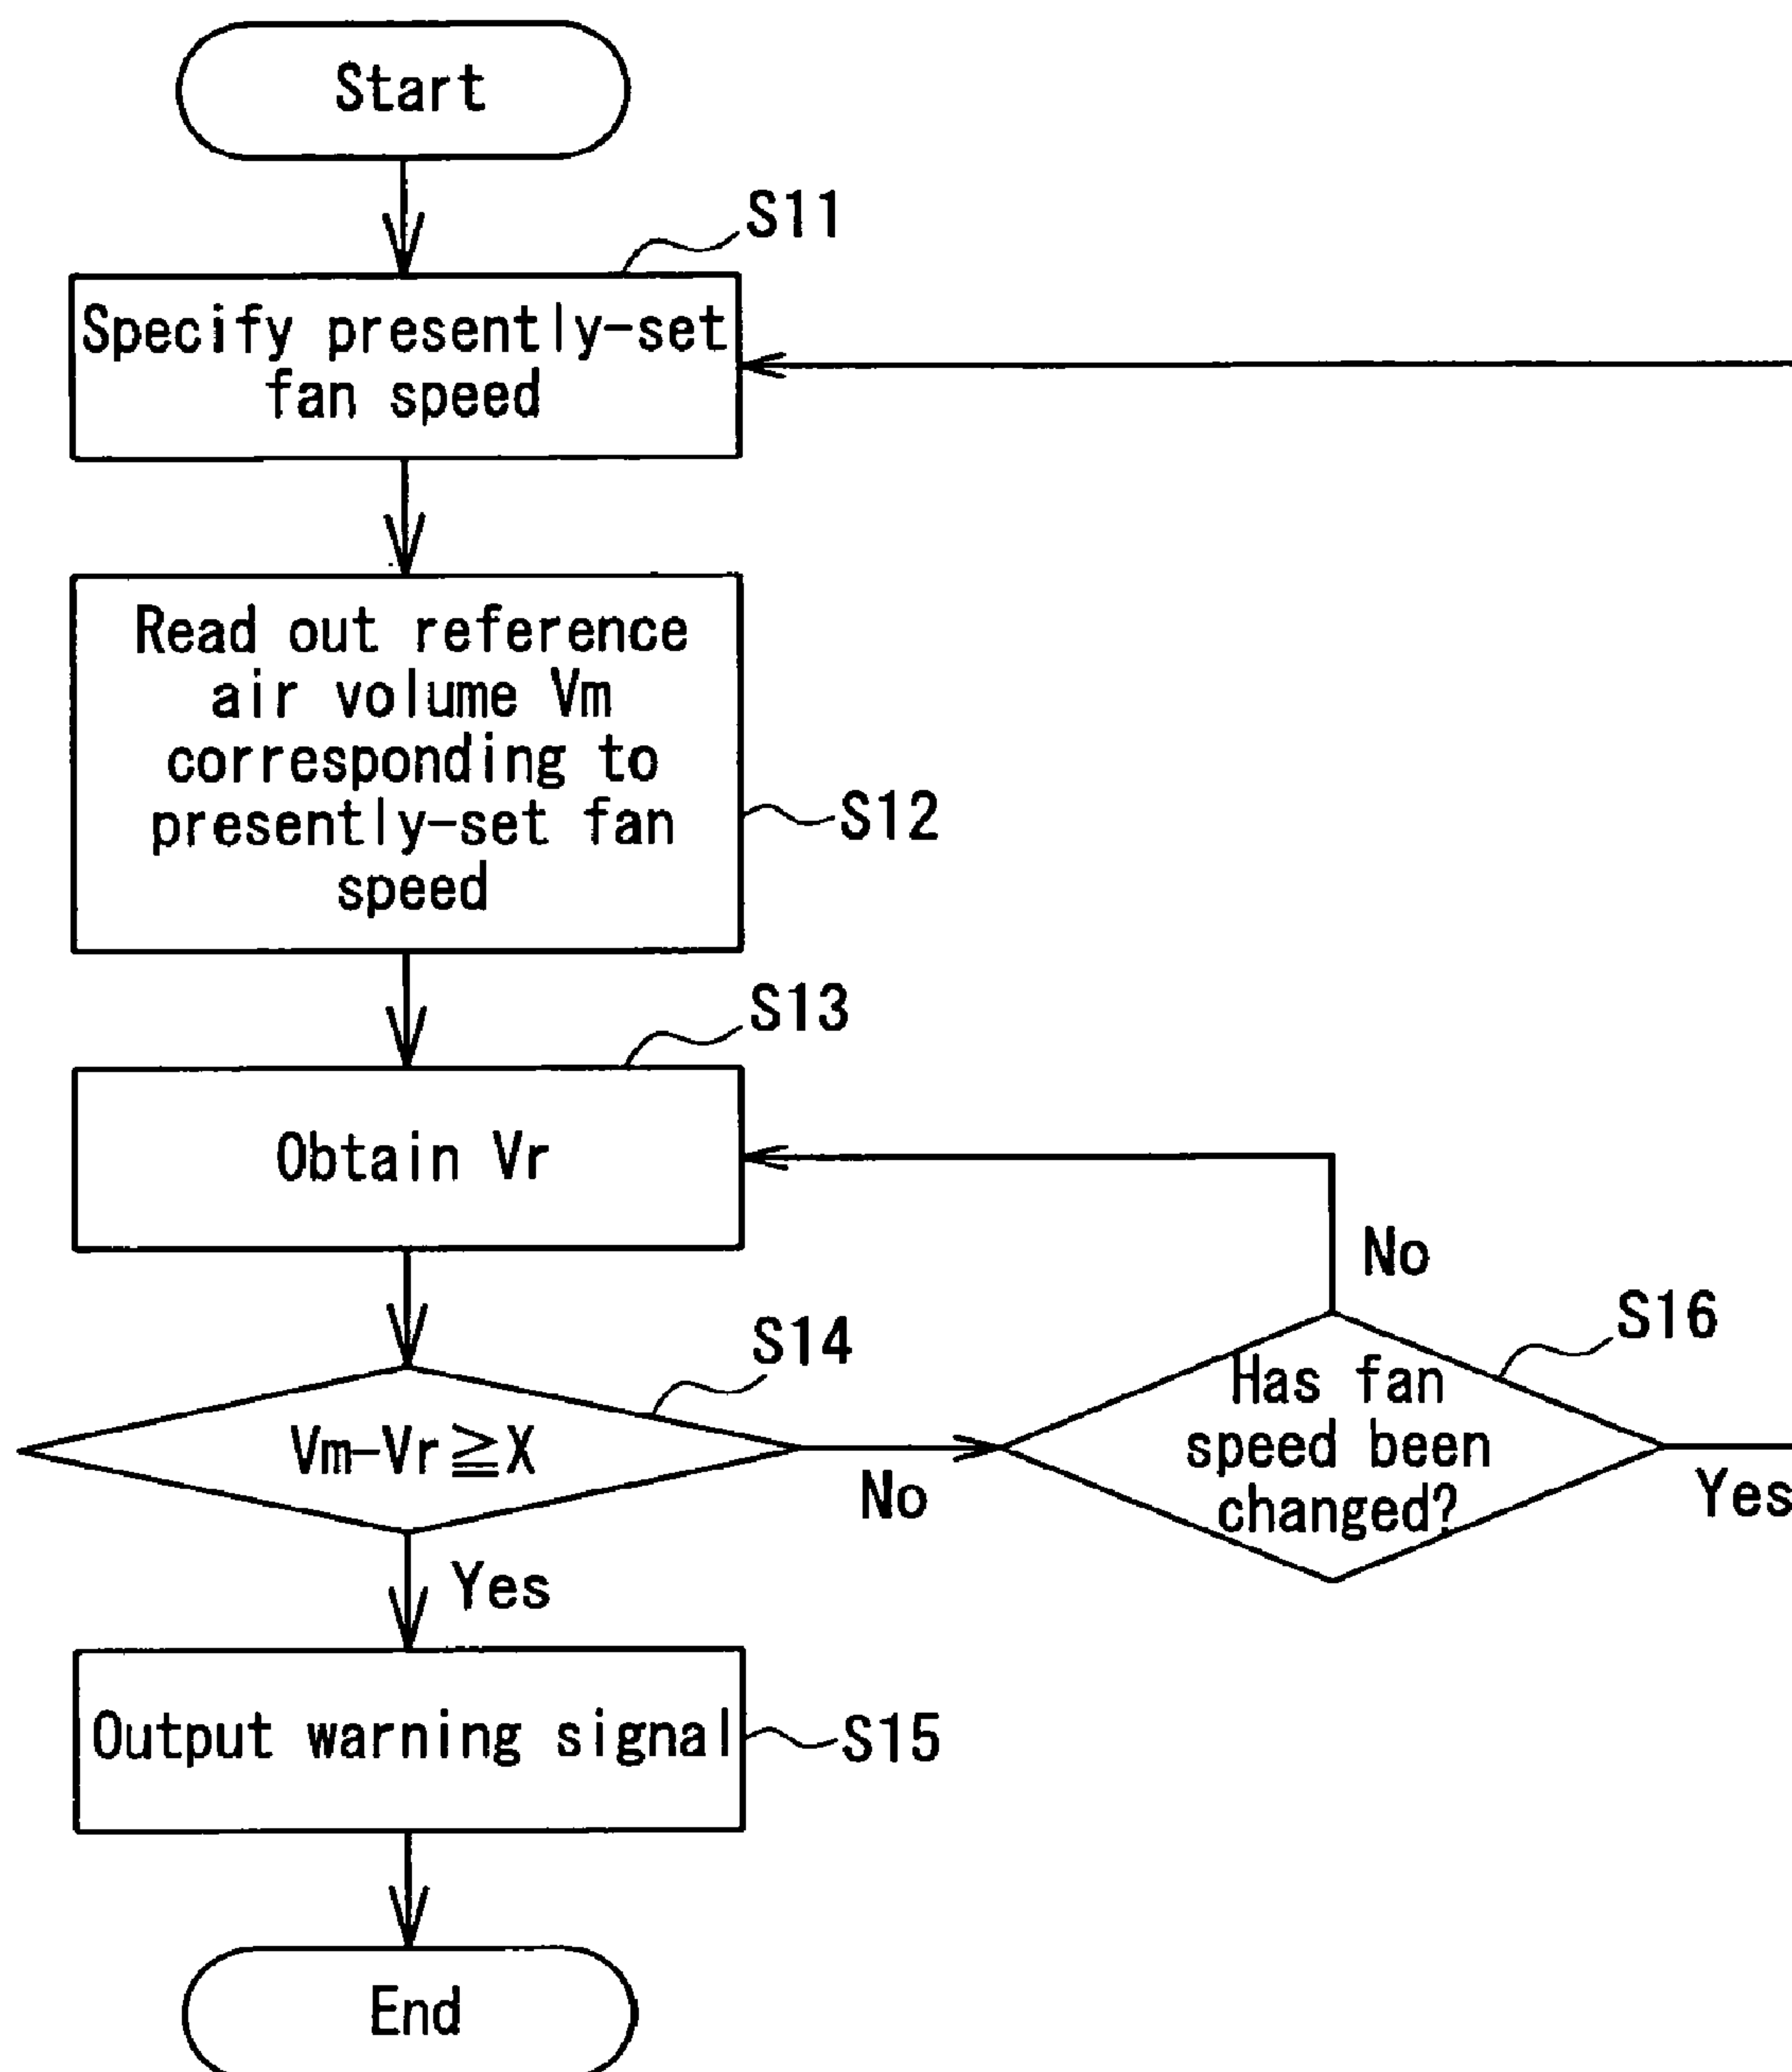 Start
S11
Specify presently-set
fan speed
Read out reference
air volume Vm
corresponding to
presently-set fan
speed
S12
S13
Obtain Vr
No
S14
S16
Vm-Vr≧X
Has fan
speed been
changed?
No
Yes
Yes
Output warning signal
S15
End